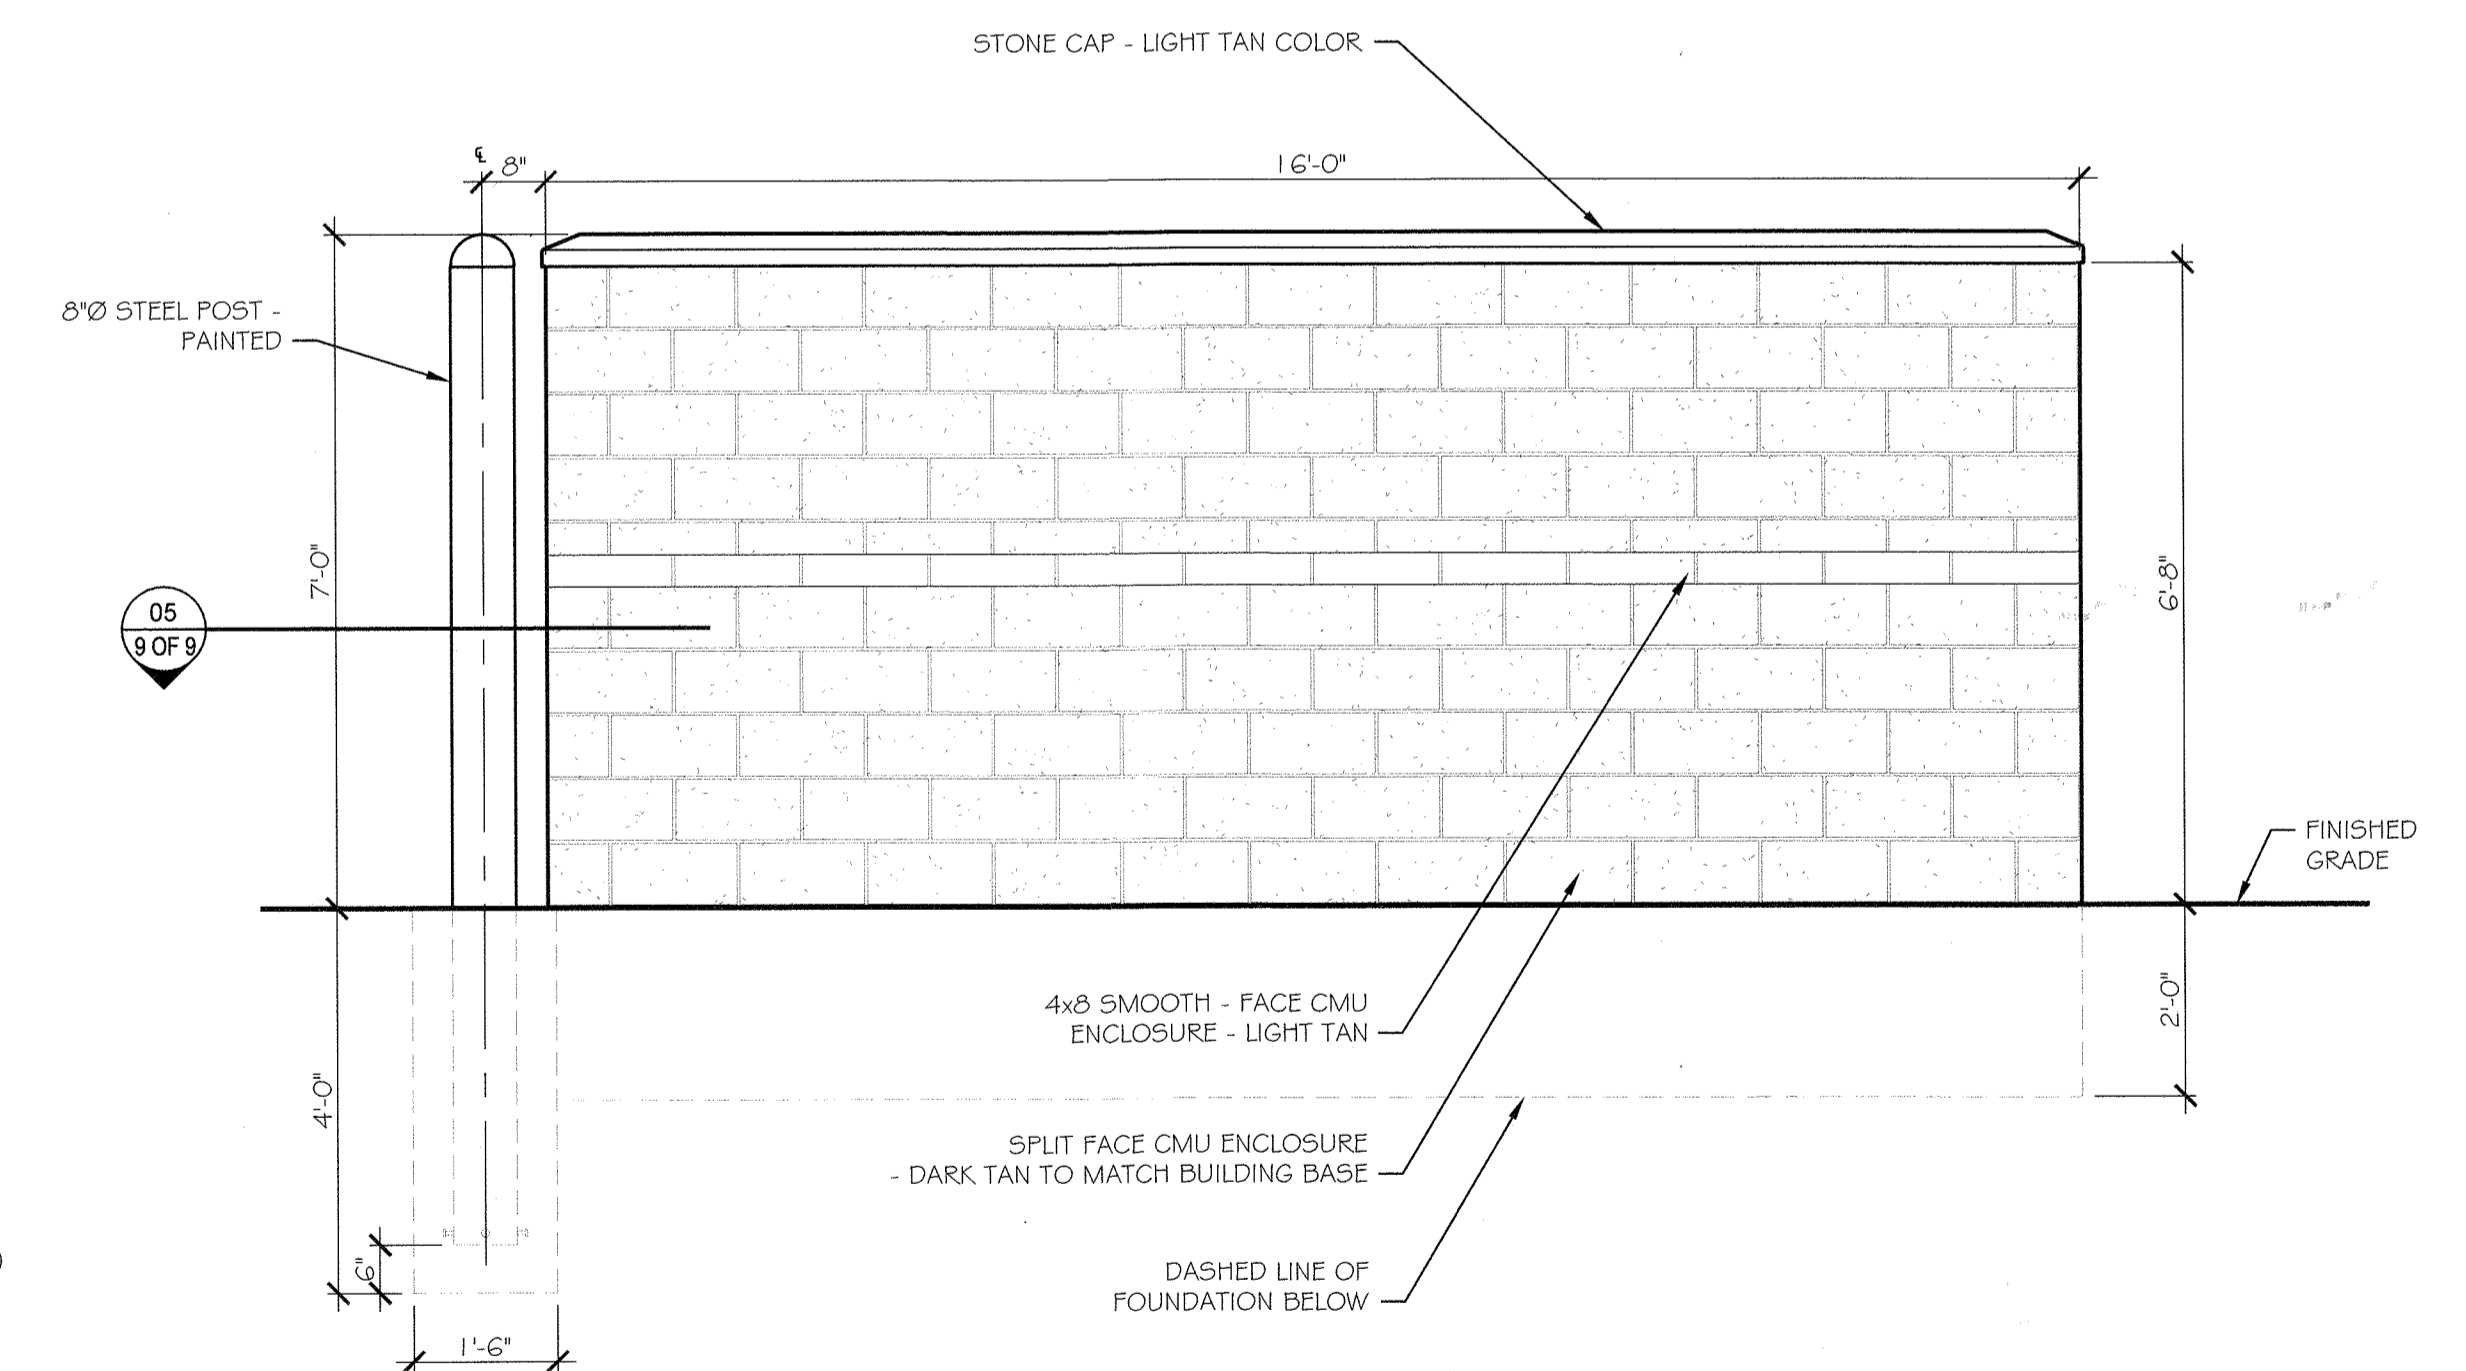 STONE CAP - LIGHT TAN COLOR
℄
8"
16'-0"
8"Ø STEEL POST -
PAINTED
7'-0"
6'-8"
05
9 OF 9
FINISHED
GRADE
4x8 SMOOTH - FACE CMU
ENCLOSURE - LIGHT TAN
2'-0"
4'-0"
SPLIT FACE CMU ENCLOSURE
- DARK TAN TO MATCH BUILDING BASE
6"
DASHED LINE OF
FOUNDATION BELOW
1'-6"